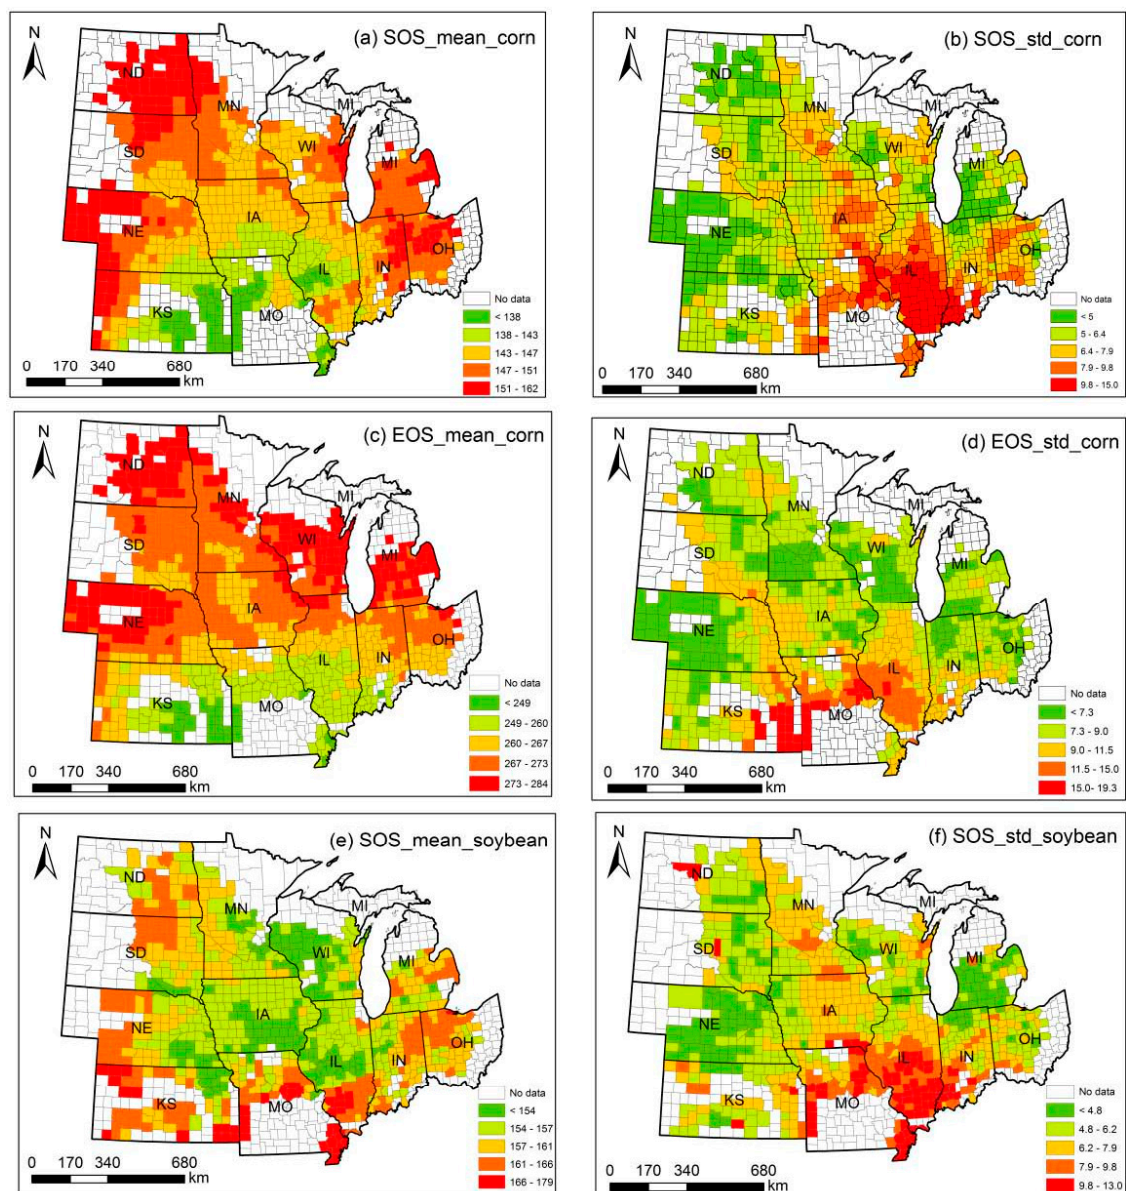 (a) SOS_mean_corn
N
ND
MN
MI
SD
WI
MI
NE
IA
OH
IL
IN
KS
MO
No data
< 138
138 - 143
143 - 147
147 - 151
151 - 162
0 170 340 680
km
(b) SOS_std_corn
N
ND
MN
MI
SD
WI
MI
NE
IA
OH
IL
IN
KS
MO
No data
< 5
5 - 6.4
6.4 - 7.9
7.9 - 9.8
9.8 - 15.0
0 170 340 680
km
(c) EOS_mean_corn
N
ND
MN
MI
SD
WI
MI
NE
IA
OH
IL
IN
KS
MO
No data
< 249
249 - 260
260 - 267
267 - 273
273 - 284
0 170 340 680
km
(d) EOS_std_corn
N
ND
MN
MI
SD
WI
MI
NE
IA
OH
IL
IN
KS
MO
No data
< 7.3
7.3 - 9.0
9.0 - 11.5
11.5 - 15.0
15.0- 19.3
0 170 340 680
km
(e) SOS_mean_soybean
N
ND
MN
MI
SD
WI
MI
NE
IA
OH
IL
IN
KS
MO
No data
< 154
154 - 157
157 - 161
161 - 166
166 - 179
0 170 340 680
km
(f) SOS_std_soybean
N
ND
MN
MI
SD
WI
MI
NE
IA
OH
IL
IN
KS
MO
No data
< 4.8
4.8 - 6.2
6.2 - 7.9
7.9 - 9.8
9.8 - 13.0
0 170 340 680
km